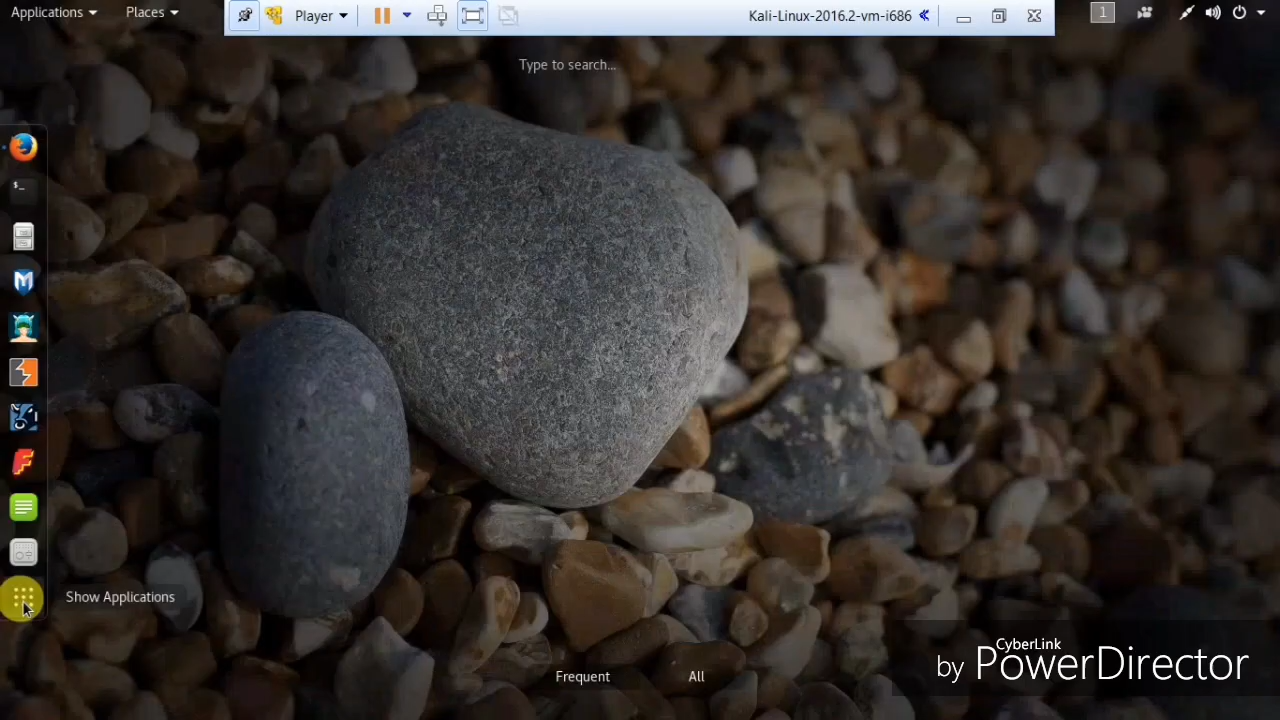 Applications
Places
Player
Kali-Linux-2016.2-vm-i686
1
Type to search...
$_
Show Applications
Frequent
All
CyberLink
by PowerDirector